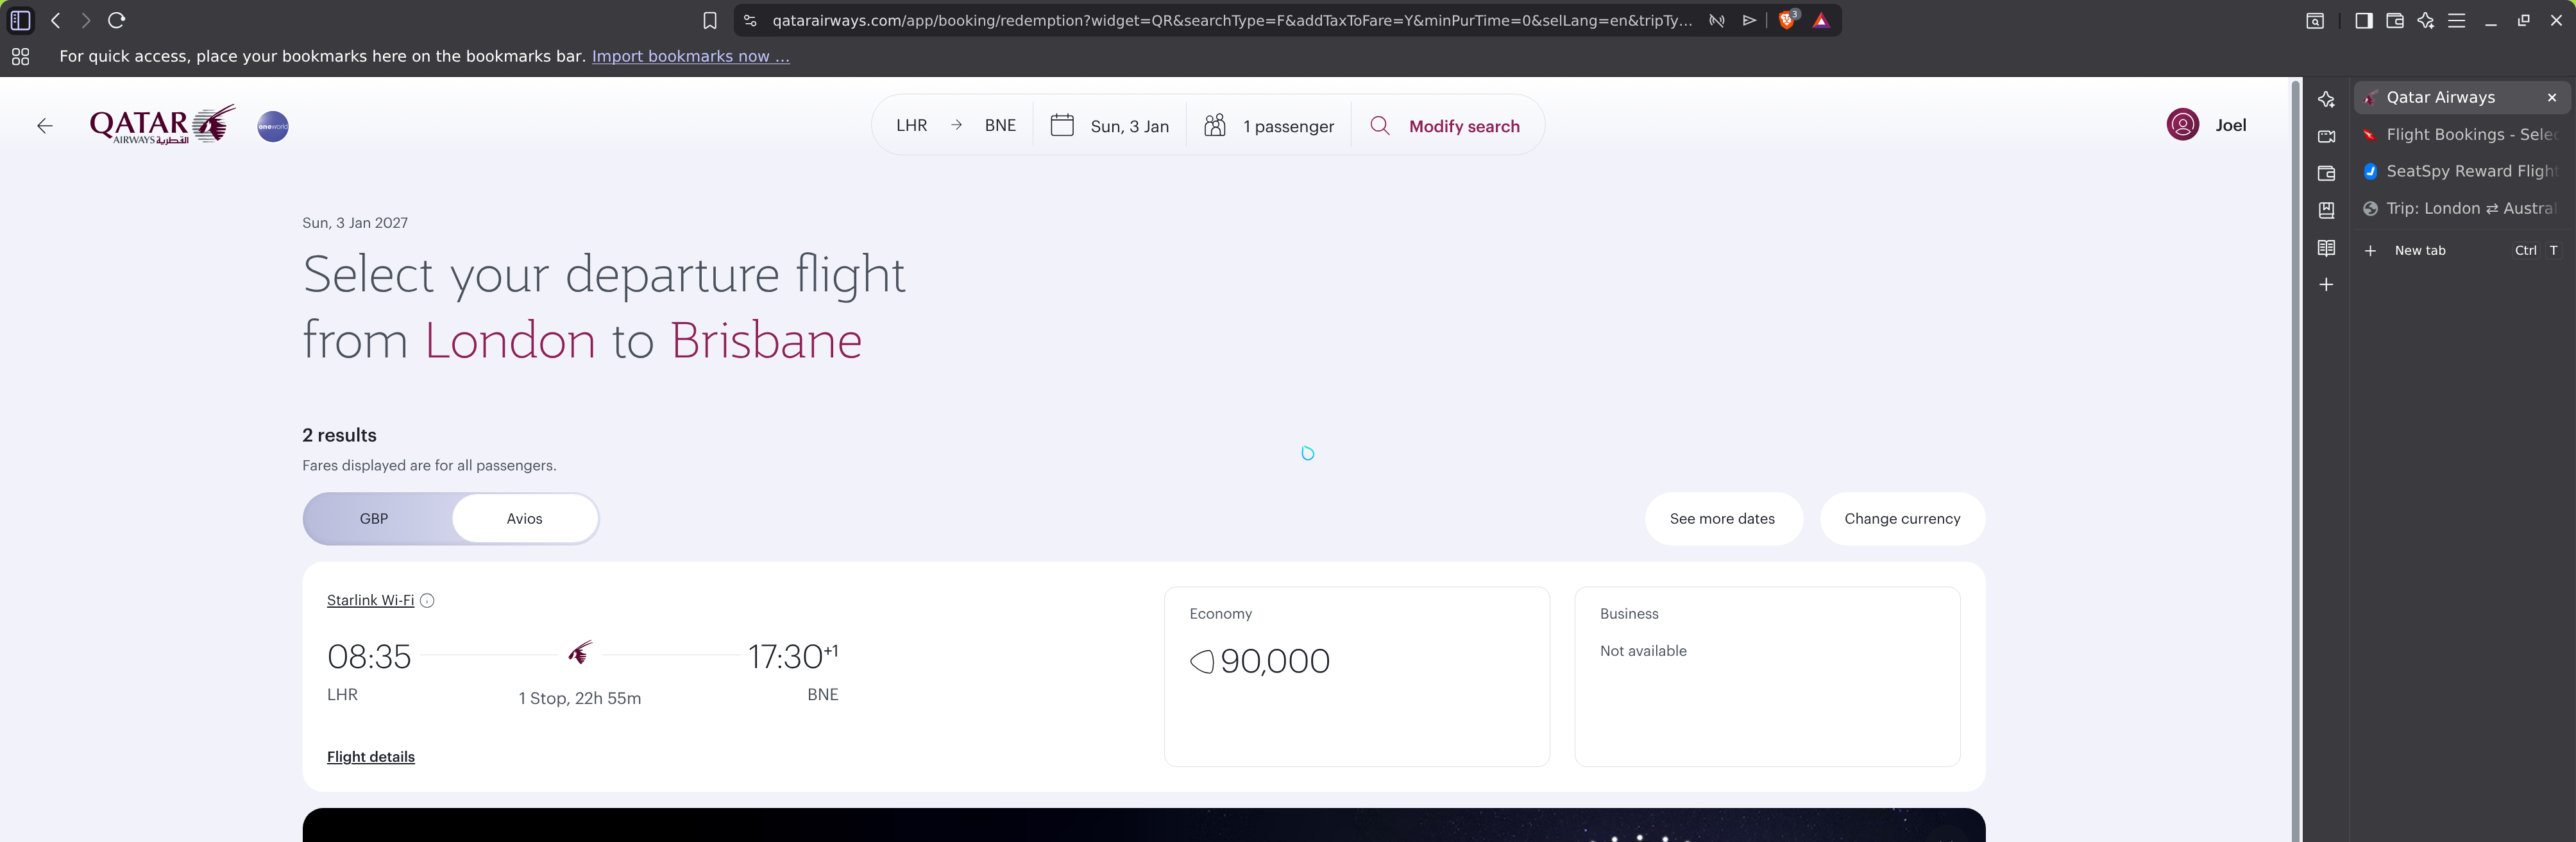 qatarairways.com/app/booking/redemption?widget=QR&searchType=F&addTaxToFare=Y&minPurTime=0&selLang=en&tripTy...
3
For quick access, place your bookmarks here on the bookmarks bar. Import bookmarks now ...
QATAR
AIRWAYS القطرية
oneworld
LHR → BNE
Sun, 3 Jan
1 passenger
Modify search
Joel
Sun, 3 Jan 2027
Select your departure flight
from London to Brisbane
2 results
Fares displayed are for all passengers.
GBP
Avios
See more dates
Change currency
Starlink Wi-Fi
08:35
17:30+1
LHR
1 Stop, 22h 55m
BNE
Flight details
Economy
90,000
Business
Not available
Qatar Airways
Flight Bookings - Selec
SeatSpy Reward Flight
Trip: London ⇄ Austral
New tab
Ctrl T